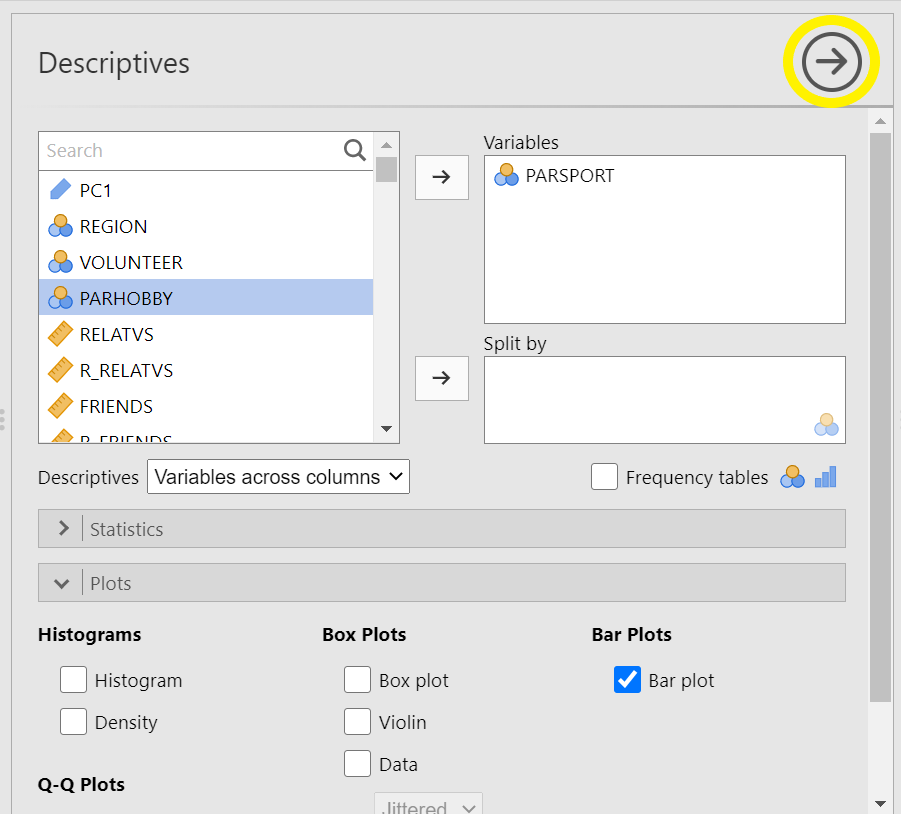 Descriptives
Search
PC1
REGION
VOLUNTEER
PARHOBBY
RELATVS
R_RELATVS
FRIENDS
R_FRIENDS
Variables
PARSPORT
Split by
Descriptives Variables across columns
Frequency tables
Statistics
Plots
Histograms
Histogram
Density
Q-Q Plots
Box Plots
Box plot
Violin
Data
Jittered
Bar Plots
Bar plot